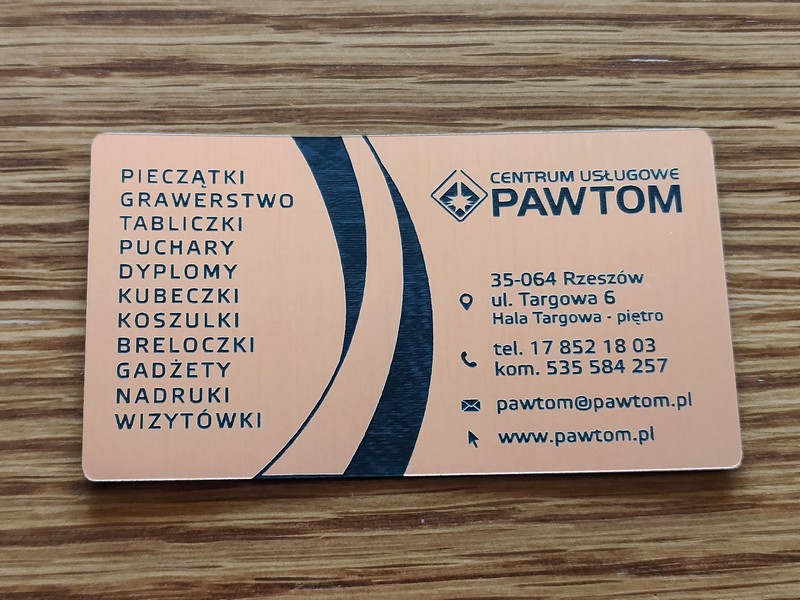 PIECZĄTKI
GRAWERSTWO
TABLICZKI
PUCHARY
DYPLOMY
KUBECZKI
KOSZULKI
BRELOCZKI
GADŻETY
NADRUKI
WIZYTÓWKI
CENTRUM USŁUGOWE
PAWTOM
35-064 Rzeszów
ul. Targowa 6
Hala Targowa - piętro
tel. 17 852 18 03
kom. 535 584 257
pawtom@pawtom.pl
www.pawtom.pl